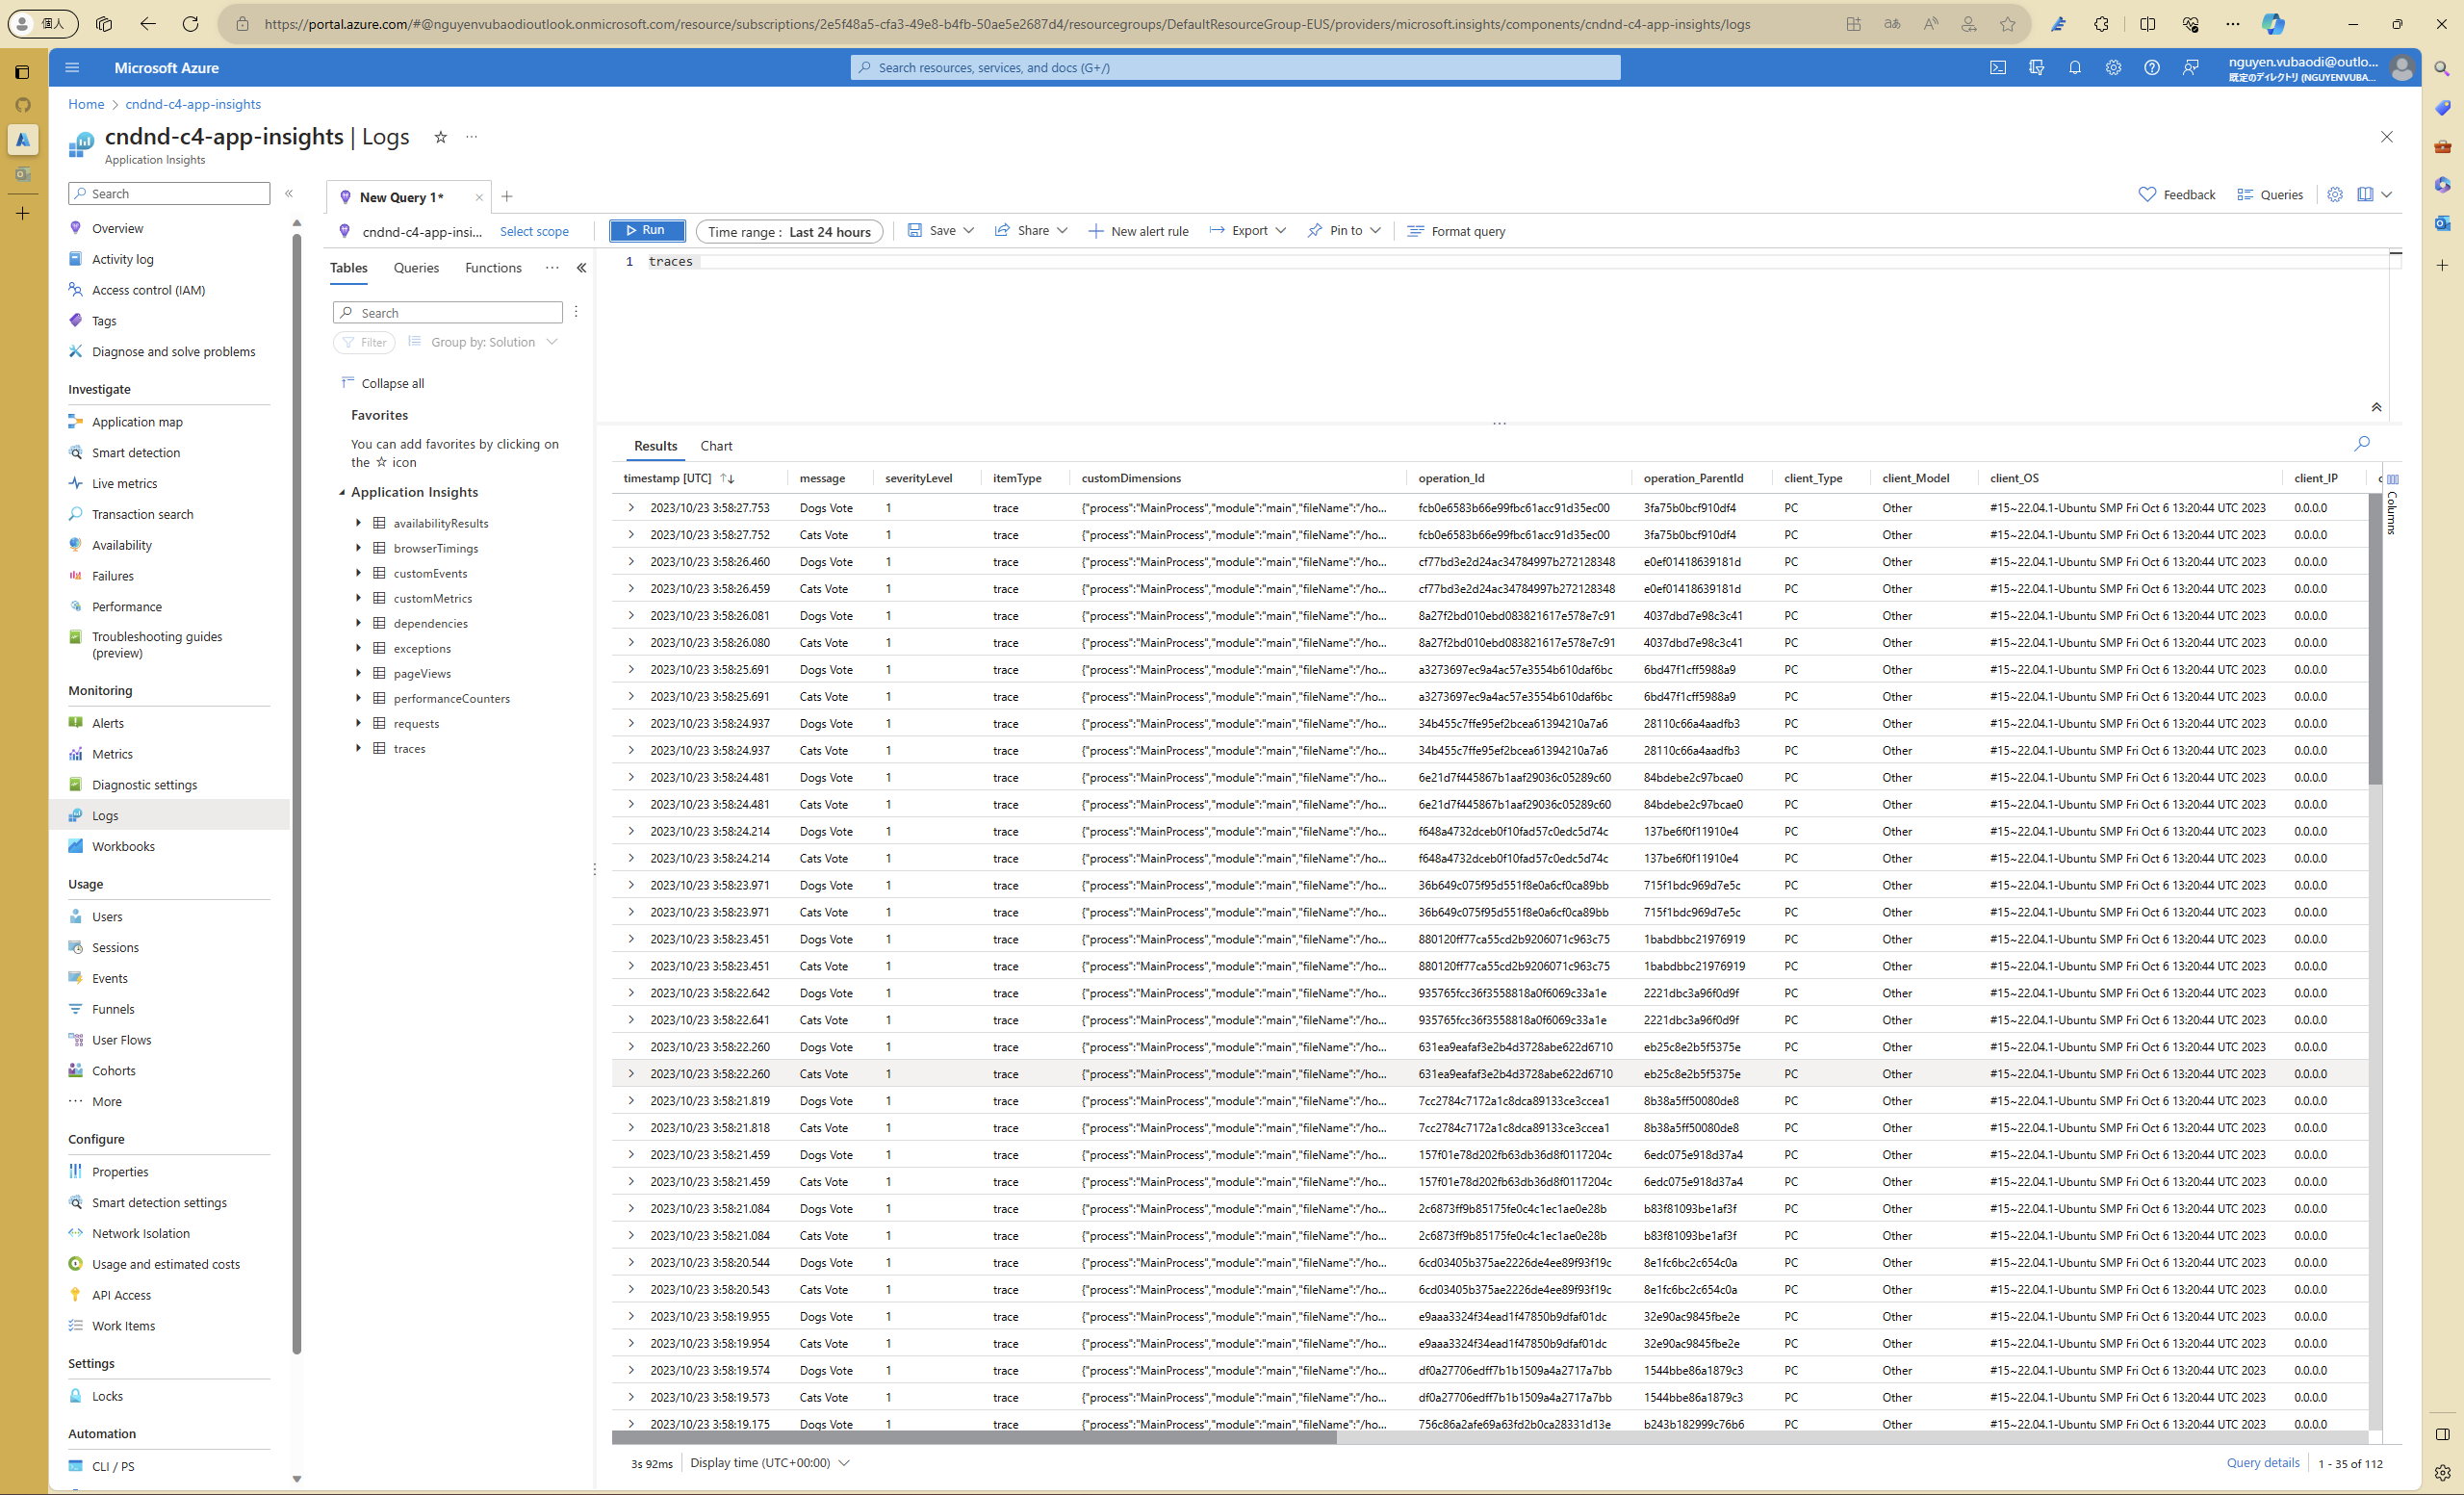 個人
https://portal.azure.com/#@nguyenvubaodioutlook.onmicrosoft.com/resource/subscriptions/2e5f48a5-cfa3-49e8-b4fb-50ae5e2687d4/resourcegroups/DefaultResourceGroup-EUS/providers/microsoft.insights/components/cndnd-c4-app-insights/logs
Microsoft Azure
Search resources, services, and docs (G+/)
nguyen.vubaodi@outlo...
既定のディレクトリ (NGUYENVUBA...
Home > cndnd-c4-app-insights
cndnd-c4-app-insights | Logs
Application Insights
Search
Overview
Activity log
Access control (IAM)
Tags
Diagnose and solve problems
Investigate
Application map
Smart detection
Live metrics
Transaction search
Availability
Failures
Performance
Troubleshooting guides
(preview)
Monitoring
Alerts
Metrics
Diagnostic settings
Logs
Workbooks
Usage
Users
Sessions
Events
Funnels
User Flows
Cohorts
More
Configure
Properties
Smart detection settings
Network Isolation
Usage and estimated costs
API Access
Work Items
Settings
Locks
Automation
CLI / PS
New Query 1*
Feedback
Queries
cndnd-c4-app-insi...
Select scope
Run
Time range : Last 24 hours
Save
Share
New alert rule
Export
Pin to
Format query
Tables
Queries
Functions
Search
Filter
Group by: Solution
Collapse all
Favorites
You can add favorites by clicking on
the ☆ icon
Application Insights
availabilityResults
browserTimings
customEvents
customMetrics
dependencies
exceptions
pageViews
performanceCounters
requests
traces
1 traces
Results
Chart
timestamp [UTC] message severityLevel itemType customDimensions operation_Id operation_ParentId client_Type client_Model client_OS client_IP c
Columns
2023/10/23 3:58:27.753 Dogs Vote 1 trace {"process":"MainProcess","module":"main","fileName":"/ho... fcb0e6583b66e99fbc61acc91d35ec00 3fa75b0bcf910df4 PC Other #15~22.04.1-Ubuntu SMP Fri Oct 6 13:20:44 UTC 2023 0.0.0.0
2023/10/23 3:58:27.752 Cats Vote 1 trace {"process":"MainProcess","module":"main","fileName":"/ho... fcb0e6583b66e99fbc61acc91d35ec00 3fa75b0bcf910df4 PC Other #15~22.04.1-Ubuntu SMP Fri Oct 6 13:20:44 UTC 2023 0.0.0.0
2023/10/23 3:58:26.460 Dogs Vote 1 trace {"process":"MainProcess","module":"main","fileName":"/ho... cf77bd3e2d24ac34784997b272128348 e0ef01418639181d PC Other #15~22.04.1-Ubuntu SMP Fri Oct 6 13:20:44 UTC 2023 0.0.0.0
2023/10/23 3:58:26.459 Cats Vote 1 trace {"process":"MainProcess","module":"main","fileName":"/ho... cf77bd3e2d24ac34784997b272128348 e0ef01418639181d PC Other #15~22.04.1-Ubuntu SMP Fri Oct 6 13:20:44 UTC 2023 0.0.0.0
2023/10/23 3:58:26.081 Dogs Vote 1 trace {"process":"MainProcess","module":"main","fileName":"/ho... 8a27f2bd010ebd083821617e578e7c91 4037dbd7e98c3c41 PC Other #15~22.04.1-Ubuntu SMP Fri Oct 6 13:20:44 UTC 2023 0.0.0.0
2023/10/23 3:58:26.080 Cats Vote 1 trace {"process":"MainProcess","module":"main","fileName":"/ho... 8a27f2bd010ebd083821617e578e7c91 4037dbd7e98c3c41 PC Other #15~22.04.1-Ubuntu SMP Fri Oct 6 13:20:44 UTC 2023 0.0.0.0
2023/10/23 3:58:25.691 Dogs Vote 1 trace {"process":"MainProcess","module":"main","fileName":"/ho... a3273697ec9a4ac57e3554b610daf6bc 6bd47f1cff5988a9 PC Other #15~22.04.1-Ubuntu SMP Fri Oct 6 13:20:44 UTC 2023 0.0.0.0
2023/10/23 3:58:25.691 Cats Vote 1 trace {"process":"MainProcess","module":"main","fileName":"/ho... a3273697ec9a4ac57e3554b610daf6bc 6bd47f1cff5988a9 PC Other #15~22.04.1-Ubuntu SMP Fri Oct 6 13:20:44 UTC 2023 0.0.0.0
2023/10/23 3:58:24.937 Dogs Vote 1 trace {"process":"MainProcess","module":"main","fileName":"/ho... 34b455c7ffe95ef2bcea61394210a7a6 28110c66a4aadfb3 PC Other #15~22.04.1-Ubuntu SMP Fri Oct 6 13:20:44 UTC 2023 0.0.0.0
2023/10/23 3:58:24.937 Cats Vote 1 trace {"process":"MainProcess","module":"main","fileName":"/ho... 34b455c7ffe95ef2bcea61394210a7a6 28110c66a4aadfb3 PC Other #15~22.04.1-Ubuntu SMP Fri Oct 6 13:20:44 UTC 2023 0.0.0.0
2023/10/23 3:58:24.481 Dogs Vote 1 trace {"process":"MainProcess","module":"main","fileName":"/ho... 6e21d7f445867b1aaf29036c05289c60 84bdebe2c97bcae0 PC Other #15~22.04.1-Ubuntu SMP Fri Oct 6 13:20:44 UTC 2023 0.0.0.0
2023/10/23 3:58:24.481 Cats Vote 1 trace {"process":"MainProcess","module":"main","fileName":"/ho... 6e21d7f445867b1aaf29036c05289c60 84bdebe2c97bcae0 PC Other #15~22.04.1-Ubuntu SMP Fri Oct 6 13:20:44 UTC 2023 0.0.0.0
2023/10/23 3:58:24.214 Dogs Vote 1 trace {"process":"MainProcess","module":"main","fileName":"/ho... f648a4732dceb0f10fad57c0edc5d74c 137be6f0f11910e4 PC Other #15~22.04.1-Ubuntu SMP Fri Oct 6 13:20:44 UTC 2023 0.0.0.0
2023/10/23 3:58:24.214 Cats Vote 1 trace {"process":"MainProcess","module":"main","fileName":"/ho... f648a4732dceb0f10fad57c0edc5d74c 137be6f0f11910e4 PC Other #15~22.04.1-Ubuntu SMP Fri Oct 6 13:20:44 UTC 2023 0.0.0.0
2023/10/23 3:58:23.971 Dogs Vote 1 trace {"process":"MainProcess","module":"main","fileName":"/ho... 36b649c075f95d551f8e0a6cf0ca89bb 715f1bdc969d7e5c PC Other #15~22.04.1-Ubuntu SMP Fri Oct 6 13:20:44 UTC 2023 0.0.0.0
2023/10/23 3:58:23.971 Cats Vote 1 trace {"process":"MainProcess","module":"main","fileName":"/ho... 36b649c075f95d551f8e0a6cf0ca89bb 715f1bdc969d7e5c PC Other #15~22.04.1-Ubuntu SMP Fri Oct 6 13:20:44 UTC 2023 0.0.0.0
2023/10/23 3:58:23.451 Dogs Vote 1 trace {"process":"MainProcess","module":"main","fileName":"/ho... 880120ff77ca55cd2b9206071c963c75 1babdbbc21976919 PC Other #15~22.04.1-Ubuntu SMP Fri Oct 6 13:20:44 UTC 2023 0.0.0.0
2023/10/23 3:58:23.451 Cats Vote 1 trace {"process":"MainProcess","module":"main","fileName":"/ho... 880120ff77ca55cd2b9206071c963c75 1babdbbc21976919 PC Other #15~22.04.1-Ubuntu SMP Fri Oct 6 13:20:44 UTC 2023 0.0.0.0
2023/10/23 3:58:22.642 Dogs Vote 1 trace {"process":"MainProcess","module":"main","fileName":"/ho... 935765fcc36f3558818a0f6069c33a1e 2221dbc3a96f0d9f PC Other #15~22.04.1-Ubuntu SMP Fri Oct 6 13:20:44 UTC 2023 0.0.0.0
2023/10/23 3:58:22.641 Cats Vote 1 trace {"process":"MainProcess","module":"main","fileName":"/ho... 935765fcc36f3558818a0f6069c33a1e 2221dbc3a96f0d9f PC Other #15~22.04.1-Ubuntu SMP Fri Oct 6 13:20:44 UTC 2023 0.0.0.0
2023/10/23 3:58:22.260 Dogs Vote 1 trace {"process":"MainProcess","module":"main","fileName":"/ho... 631ea9eafaf3e2b4d3728abe622d6710 eb25c8e2b5f5375e PC Other #15~22.04.1-Ubuntu SMP Fri Oct 6 13:20:44 UTC 2023 0.0.0.0
2023/10/23 3:58:22.260 Cats Vote 1 trace {"process":"MainProcess","module":"main","fileName":"/ho... 631ea9eafaf3e2b4d3728abe622d6710 eb25c8e2b5f5375e PC Other #15~22.04.1-Ubuntu SMP Fri Oct 6 13:20:44 UTC 2023 0.0.0.0
2023/10/23 3:58:21.819 Dogs Vote 1 trace {"process":"MainProcess","module":"main","fileName":"/ho... 7cc2784c7172a1c8dca89133ce3ccea1 8b38a5ff50080de8 PC Other #15~22.04.1-Ubuntu SMP Fri Oct 6 13:20:44 UTC 2023 0.0.0.0
2023/10/23 3:58:21.818 Cats Vote 1 trace {"process":"MainProcess","module":"main","fileName":"/ho... 7cc2784c7172a1c8dca89133ce3ccea1 8b38a5ff50080de8 PC Other #15~22.04.1-Ubuntu SMP Fri Oct 6 13:20:44 UTC 2023 0.0.0.0
2023/10/23 3:58:21.459 Dogs Vote 1 trace {"process":"MainProcess","module":"main","fileName":"/ho... 157f01e78d202fb63db36d8f0117204c 6edc075e918d37a4 PC Other #15~22.04.1-Ubuntu SMP Fri Oct 6 13:20:44 UTC 2023 0.0.0.0
2023/10/23 3:58:21.459 Cats Vote 1 trace {"process":"MainProcess","module":"main","fileName":"/ho... 157f01e78d202fb63db36d8f0117204c 6edc075e918d37a4 PC Other #15~22.04.1-Ubuntu SMP Fri Oct 6 13:20:44 UTC 2023 0.0.0.0
2023/10/23 3:58:21.084 Dogs Vote 1 trace {"process":"MainProcess","module":"main","fileName":"/ho... 2c6873ff9b85175fe0c4c1ec1ae0e28b b83f81093be1af3f PC Other #15~22.04.1-Ubuntu SMP Fri Oct 6 13:20:44 UTC 2023 0.0.0.0
2023/10/23 3:58:21.084 Cats Vote 1 trace {"process":"MainProcess","module":"main","fileName":"/ho... 2c6873ff9b85175fe0c4c1ec1ae0e28b b83f81093be1af3f PC Other #15~22.04.1-Ubuntu SMP Fri Oct 6 13:20:44 UTC 2023 0.0.0.0
2023/10/23 3:58:20.544 Dogs Vote 1 trace {"process":"MainProcess","module":"main","fileName":"/ho... 6cd03405b375ae2226de4ee89f93f19c 8e1fc6bc2c654c0a PC Other #15~22.04.1-Ubuntu SMP Fri Oct 6 13:20:44 UTC 2023 0.0.0.0
2023/10/23 3:58:20.543 Cats Vote 1 trace {"process":"MainProcess","module":"main","fileName":"/ho... 6cd03405b375ae2226de4ee89f93f19c 8e1fc6bc2c654c0a PC Other #15~22.04.1-Ubuntu SMP Fri Oct 6 13:20:44 UTC 2023 0.0.0.0
2023/10/23 3:58:19.955 Dogs Vote 1 trace {"process":"MainProcess","module":"main","fileName":"/ho... e9aaa3324f34ead1f47850b9dfaf01dc 32e90ac9845fbe2e PC Other #15~22.04.1-Ubuntu SMP Fri Oct 6 13:20:44 UTC 2023 0.0.0.0
2023/10/23 3:58:19.954 Cats Vote 1 trace {"process":"MainProcess","module":"main","fileName":"/ho... e9aaa3324f34ead1f47850b9dfaf01dc 32e90ac9845fbe2e PC Other #15~22.04.1-Ubuntu SMP Fri Oct 6 13:20:44 UTC 2023 0.0.0.0
2023/10/23 3:58:19.574 Dogs Vote 1 trace {"process":"MainProcess","module":"main","fileName":"/ho... df0a27706edff7b1b1509a4a2717a7bb 1544bbe86a1879c3 PC Other #15~22.04.1-Ubuntu SMP Fri Oct 6 13:20:44 UTC 2023 0.0.0.0
2023/10/23 3:58:19.573 Cats Vote 1 trace {"process":"MainProcess","module":"main","fileName":"/ho... df0a27706edff7b1b1509a4a2717a7bb 1544bbe86a1879c3 PC Other #15~22.04.1-Ubuntu SMP Fri Oct 6 13:20:44 UTC 2023 0.0.0.0
2023/10/23 3:58:19.175 Dogs Vote 1 trace {"process":"MainProcess","module":"main","fileName":"/ho... 756c86a2afe69a63fd2b0ca28331d13e b243b182999c76b6 PC Other #15~22.04.1-Ubuntu SMP Fri Oct 6 13:20:44 UTC 2023 0.0.0.0
3s 92ms
Display time (UTC+00:00)
Query details
1 - 35 of 112